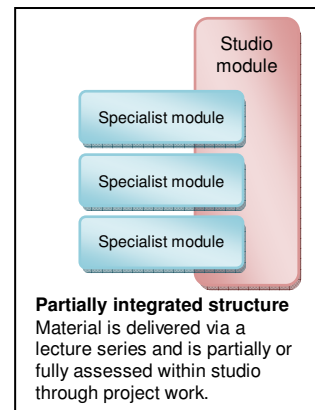 Studio
module
Specialist module
Specialist module
Specialist module
Partially integrated structure
Material is delivered via a
lecture series and is partially or
fully assessed within studio
through project work.